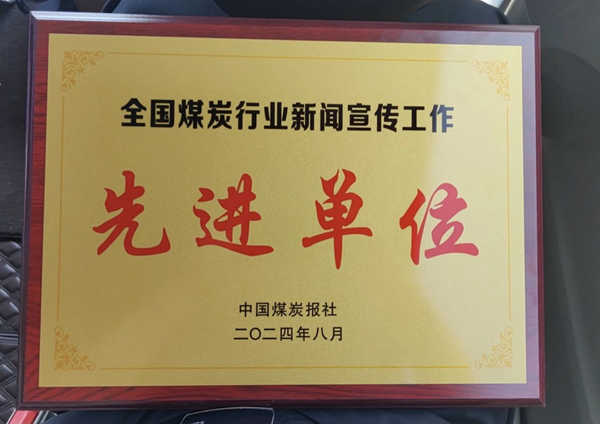 全国煤炭行业新闻宣传工作
先进单位
中国煤炭报社
二〇二四年八月